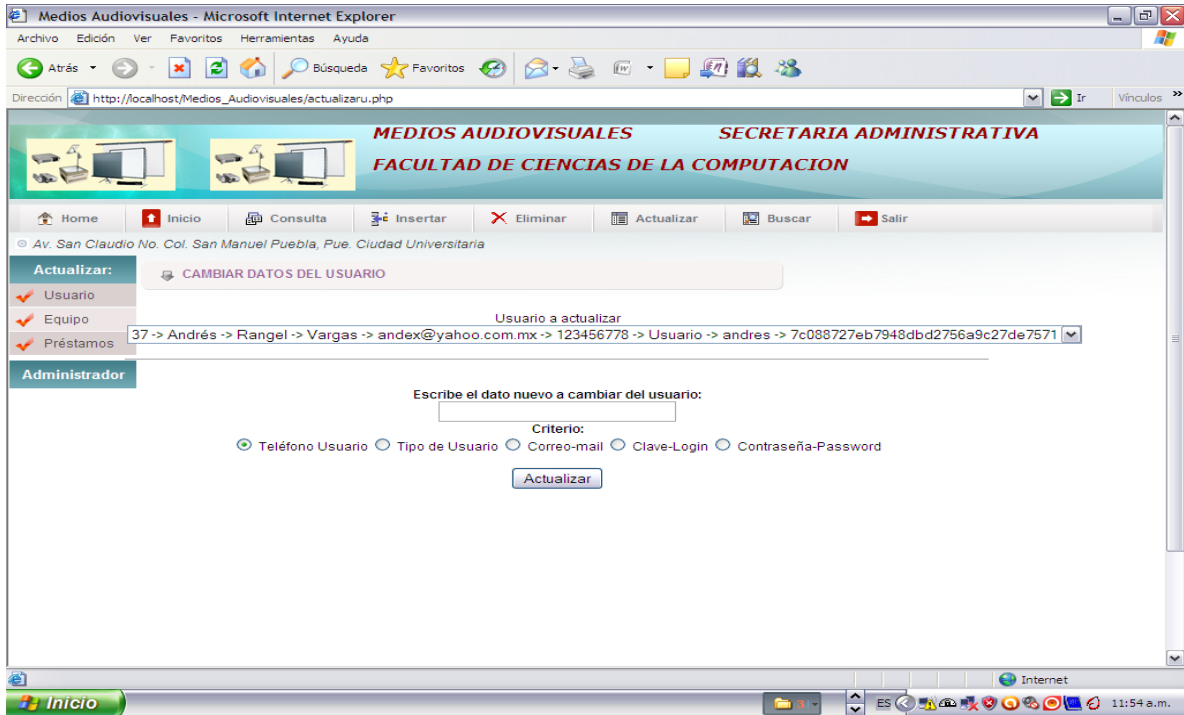 Medios Audiovisuales - Microsoft Internet Explorer
Archivo Edición Ver Favoritos Herramientas Ayuda
Atrás Búsqueda Favoritos
Dirección http://localhost/Medios_Audiovisuales/actualizaru.php Ir Vínculos »
MEDIOS AUDIOVISUALES SECRETARIA ADMINISTRATIVA
FACULTAD DE CIENCIAS DE LA COMPUTACION
Home Inicio Consulta Insertar Eliminar Actualizar Buscar Salir
Av. San Claudio No. Col. San Manuel Puebla, Pue. Ciudad Universitaria
Actualizar:
CAMBIAR DATOS DEL USUARIO
Usuario
Equipo
Préstamos
Administrador
Usuario a actualizar
37 -> Andrés -> Rangel -> Vargas -> andex@yahoo.com.mx -> 123456778 -> Usuario -> andres -> 7c088727eb7948dbd2756a9c27de7571
Escribe el dato nuevo a cambiar del usuario:
Criterio:
Teléfono Usuario Tipo de Usuario Correo-mail Clave-Login Contraseña-Password
Actualizar
Internet
Inicio 3 ES 11:54 a.m.